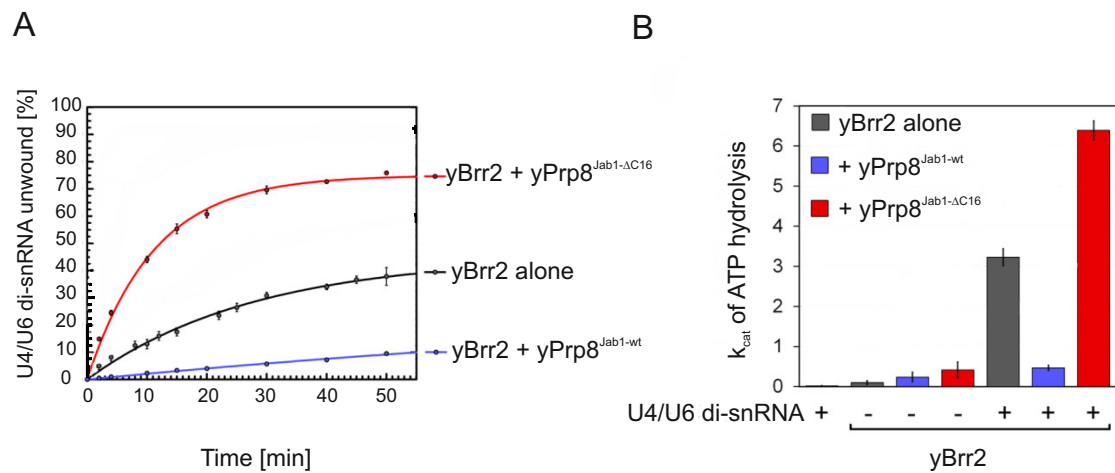 A
U4/U6 di-snRNA unwound [%]
100
90
80
70
60
50
40
30
20
10
0
0 10 20 30 40 50
Time [min]
yBrr2 + yPrp8Jab1-ΔC16
yBrr2 alone
yBrr2 + yPrp8Jab1-wt
B
kcat of ATP hydrolysis
7
6
5
4
3
2
1
0
yBrr2 alone
+ yPrp8Jab1-wt
+ yPrp8Jab1-ΔC16
U4/U6 di-snRNA + - - - + + +
yBrr2